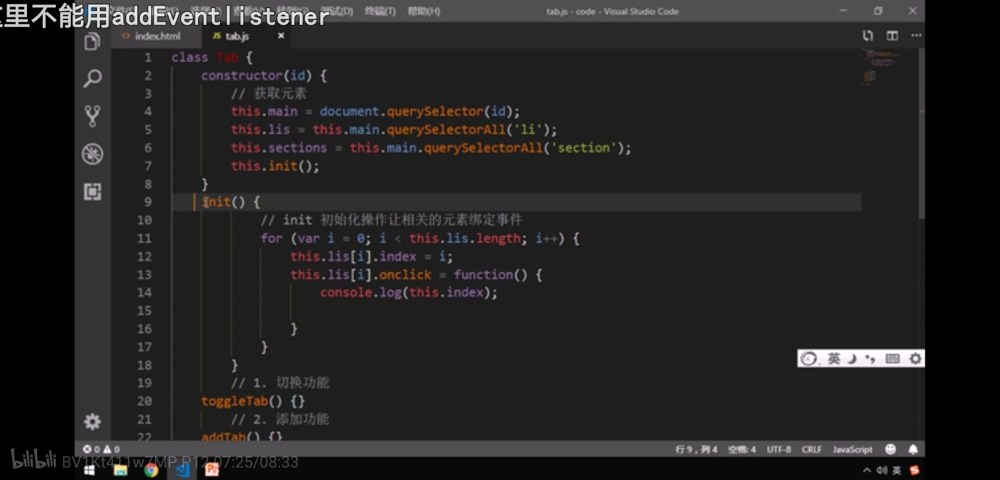 里不能用addEventlistener
测试(D) 终端(T) 帮助(H) tab.js - code - Visual Studio Code
index.html JS tab.js
1 class Tab {
2 constructor(id) {
3 // 获取元素
4 this.main = document.querySelector(id);
5 this.lis = this.main.querySelectorAll('li');
6 this.sections = this.main.querySelectorAll('section');
7 this.init();
8 }
9 init() {
10 // init 初始化操作让相关的元素绑定事件
11 for (var i = 0; i < this.lis.length; i++) {
12 this.lis[i].index = i;
13 this.lis[i].onclick = function() {
14 console.log(this.index);
15
16 }
17 }
18 }
19 // 1. 切换功能
20 toggleTab() {}
21 // 2. 添加功能
22 addTab() {}
英
0 0 行 9，列 4 空格: 4 UTF-8 CRLF JavaScript
bilibili BV1Kt411w7MP P12 07:25/08:33
英